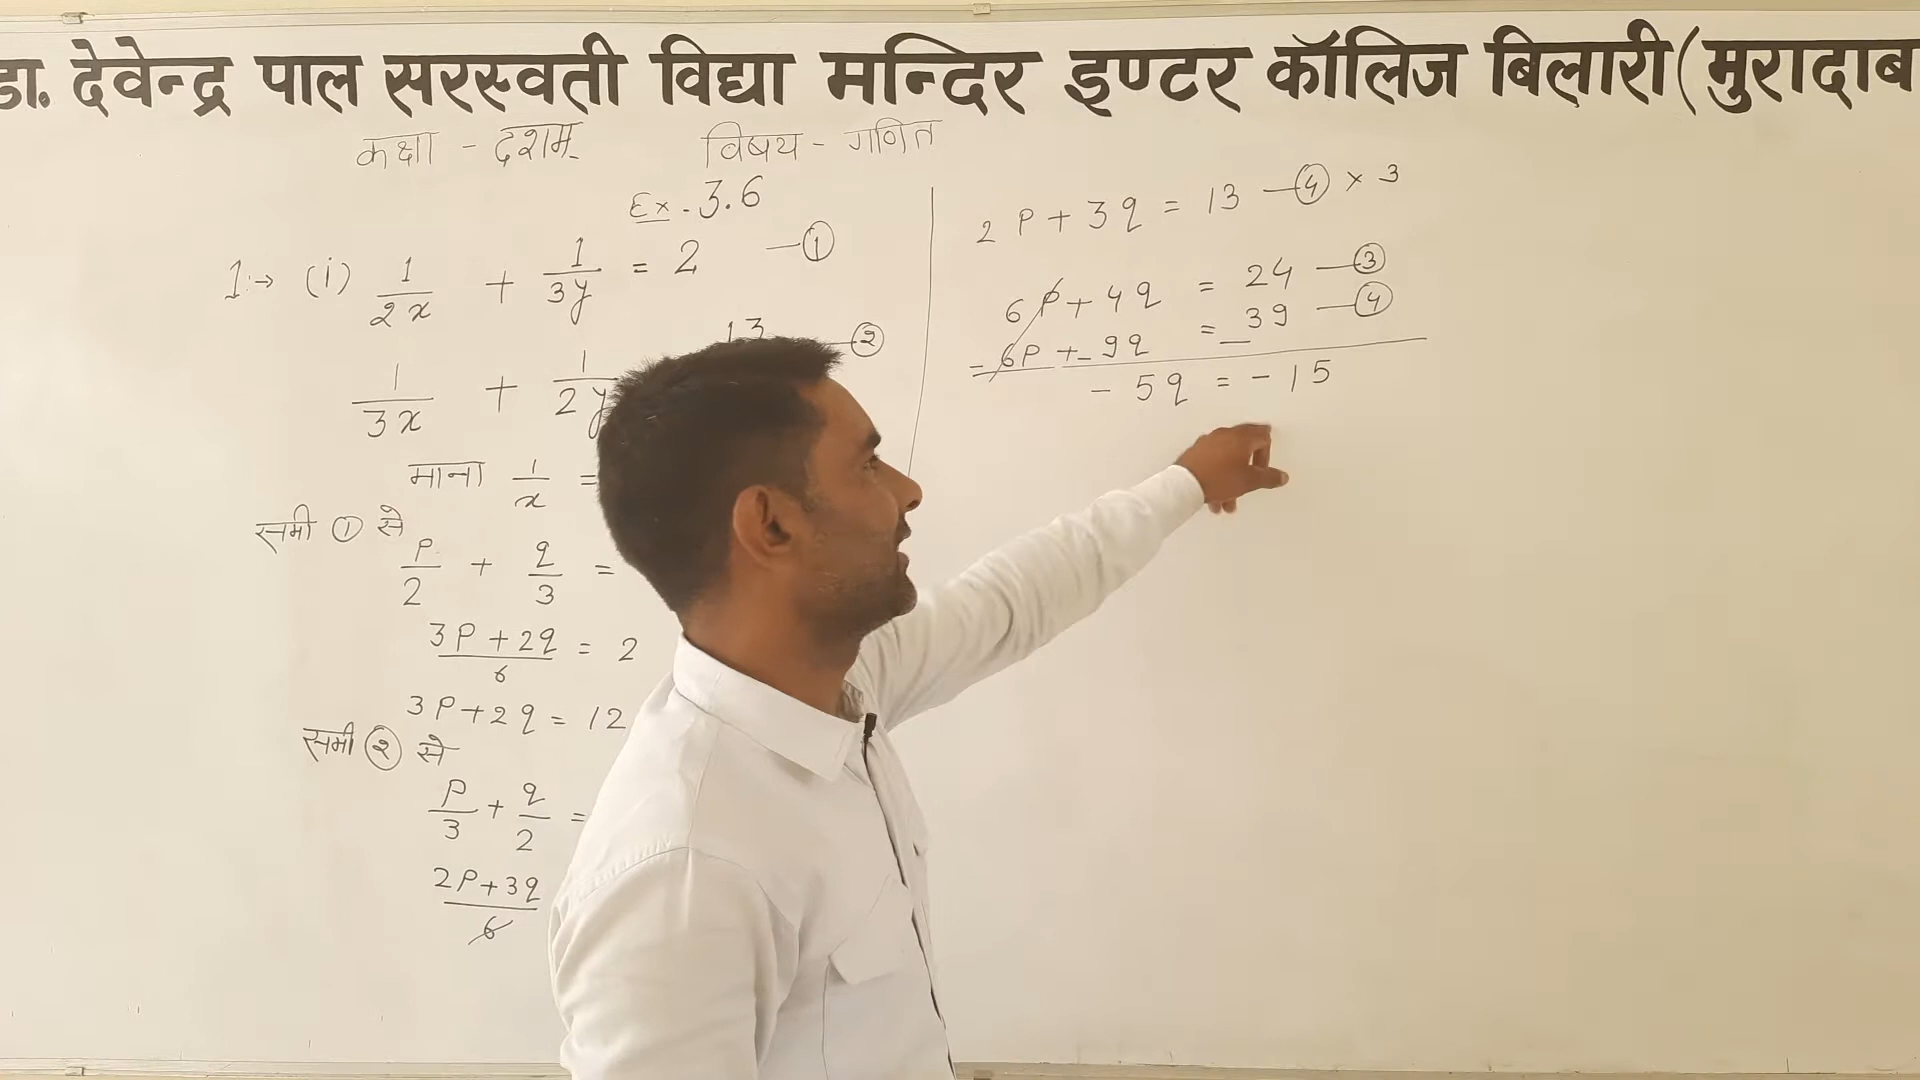 डा. देवेन्द्र पाल सरस्वती विद्या मन्दिर इण्टर कॉलिज बिलारी(मुरादाब
कक्षा - दशम विषय - गणित
Ex. 3.6
1:→ (i) 1/2x + 1/3y = 2 —①
1/3x + 1/2y 13 —②
माना 1/x =
समी ① से
p/2 + q/3 =
(3p+2q)/6 = 2
3p+2q = 12
समी ② से
p/3 + q/2 =
(2p+3q)/6
2p+3q = 13 —④ × 3
6p+4q = 24 —③
6p+9q = 39 —④
- - -
-5q = -15